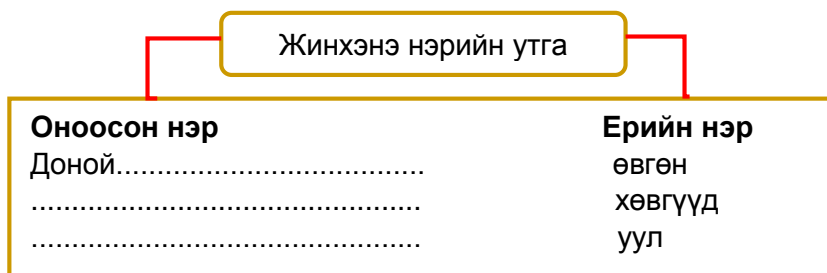 Жинхэнэ нэрийн утга
Оноосон нэр Ерийн нэр
Доной...................................... өвгөн
................................................ хөвгүүд
................................................ уул